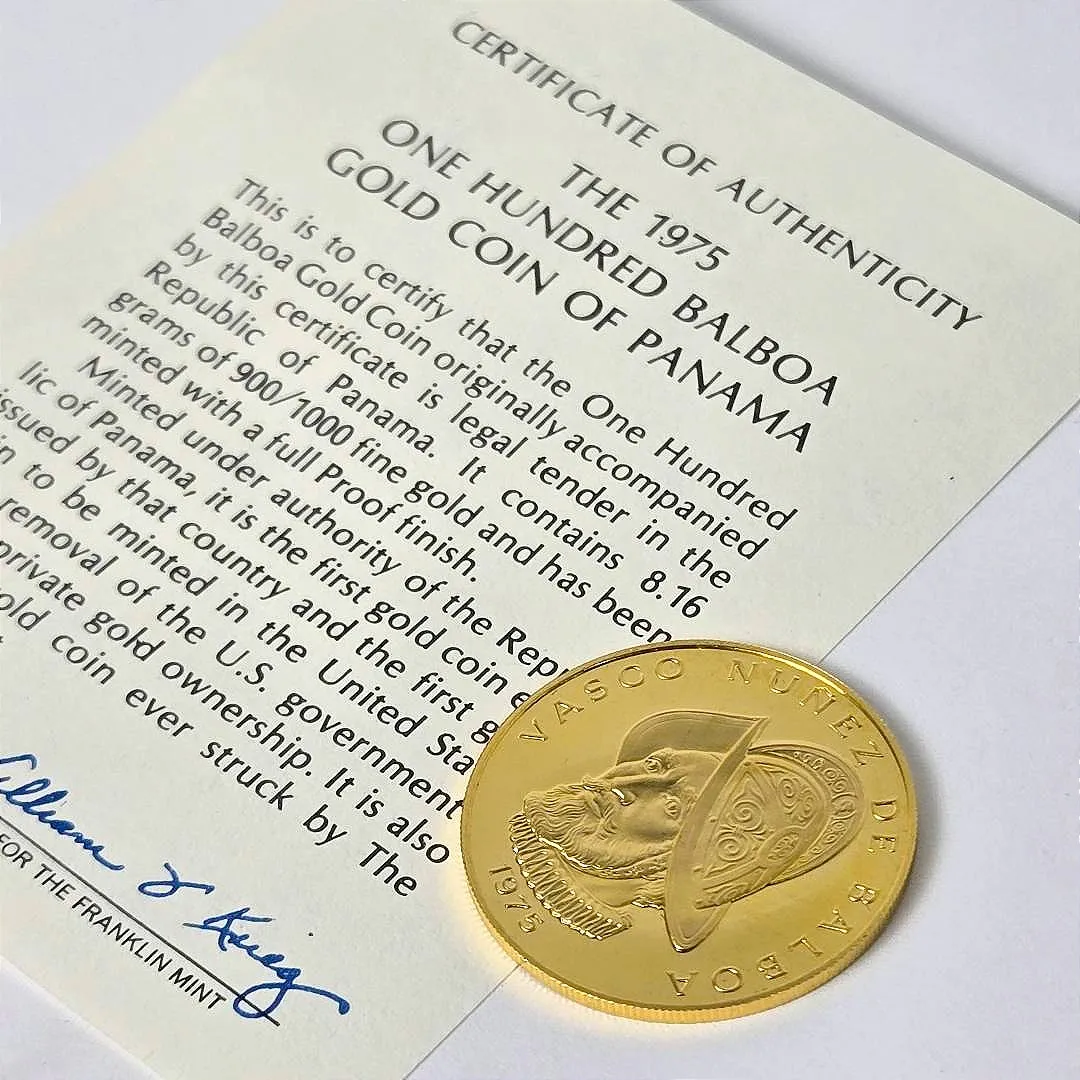 CERTIFICATE OF AUTHENTICITY
THE 1975
ONE HUNDRED BALBOA
GOLD COIN OF PANAMA
This is to certify that the One Hundred
Balboa Gold Coin originally accompanied
by this certificate is legal tender in the
Republic of Panama. It contains 8.16
grams of 900/1000 fine gold and has been
minted with a full Proof finish.
Minted under authority of the Repu
lic of Panama, it is the first gold coin e
issued by that country and the first g
in to be minted in the United Sta
removal of the U.S. government
private gold ownership. It is also
old coin ever struck by The
William J Krieg
FOR THE FRANKLIN MINT
VASCO NUÑEZ DE BALBOA
1975